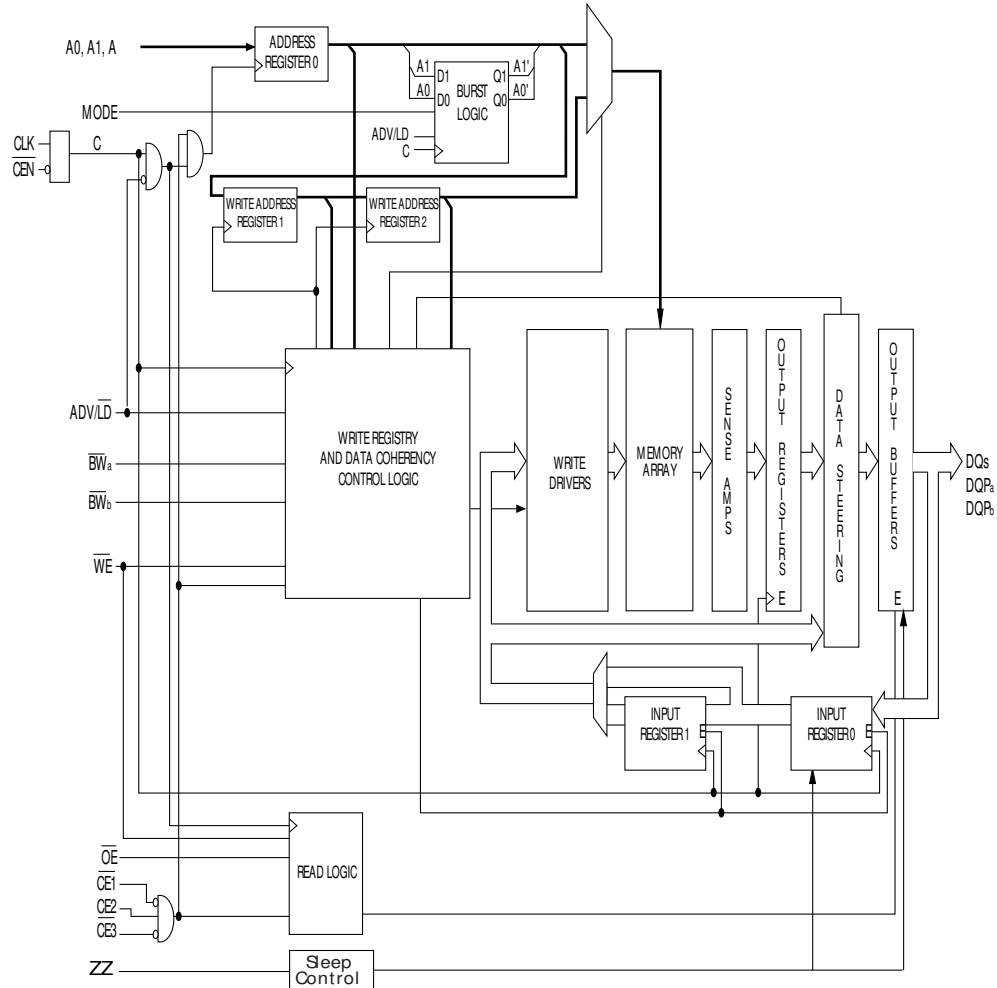 A0, A1, A
ADDRESS
REGISTER 0
A1
A0
D1
D0
BURST
LOGIC
Q1
Q0
A1'
A0'
MODE
ADV/LD
C
CLK
CEN
C
WRITE ADDRESS
REGISTER 1
WRITE ADDRESS
REGISTER 2
ADV/LD
BWa
BWb
WE
WRITE REGISTRY
AND DATA COHERENCY
CONTROL LOGIC
WRITE
DRIVERS
MEMORY
ARRAY
SENSE AMPS
OUTPUT REGISTERS
E
DATA STEERING
OUTPUT BUFFERS
E
DQs
DQPa
DQPb
INPUT
REGISTER 1
E
INPUT
REGISTER 0
E
OE
CE1
CE2
CE3
READ LOGIC
ZZ
Sleep
Control